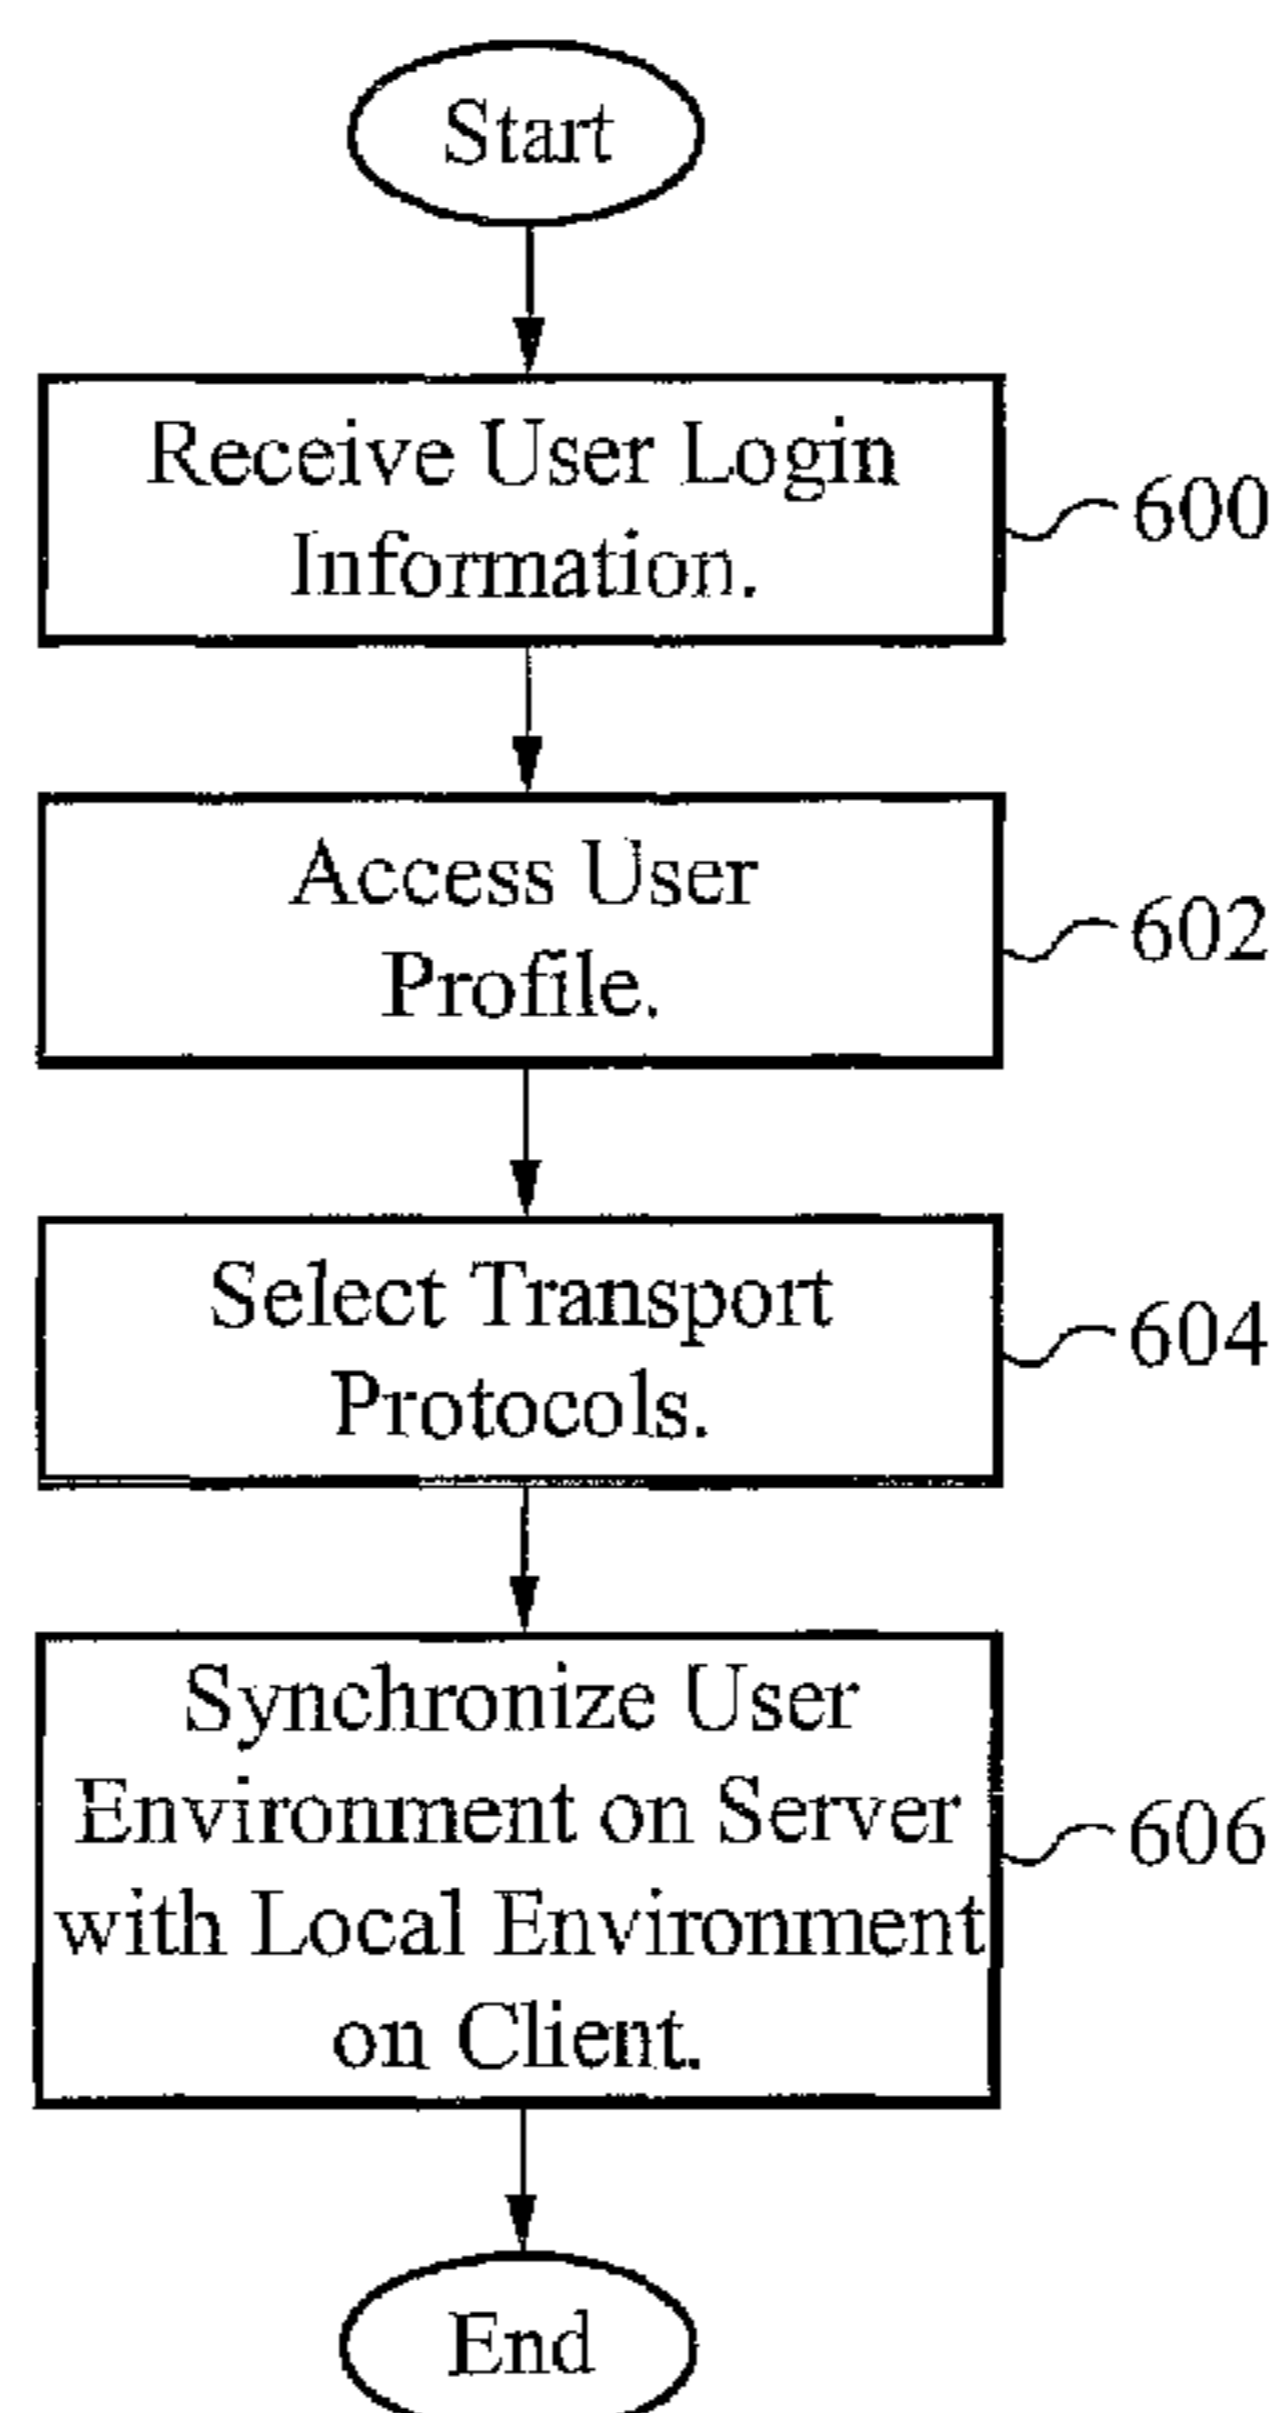 Start
Receive User Login
Information.
600
Access User
Profile.
602
Select Transport
Protocols.
604
Synchronize User
Environment on Server
with Local Environment
on Client.
606
End